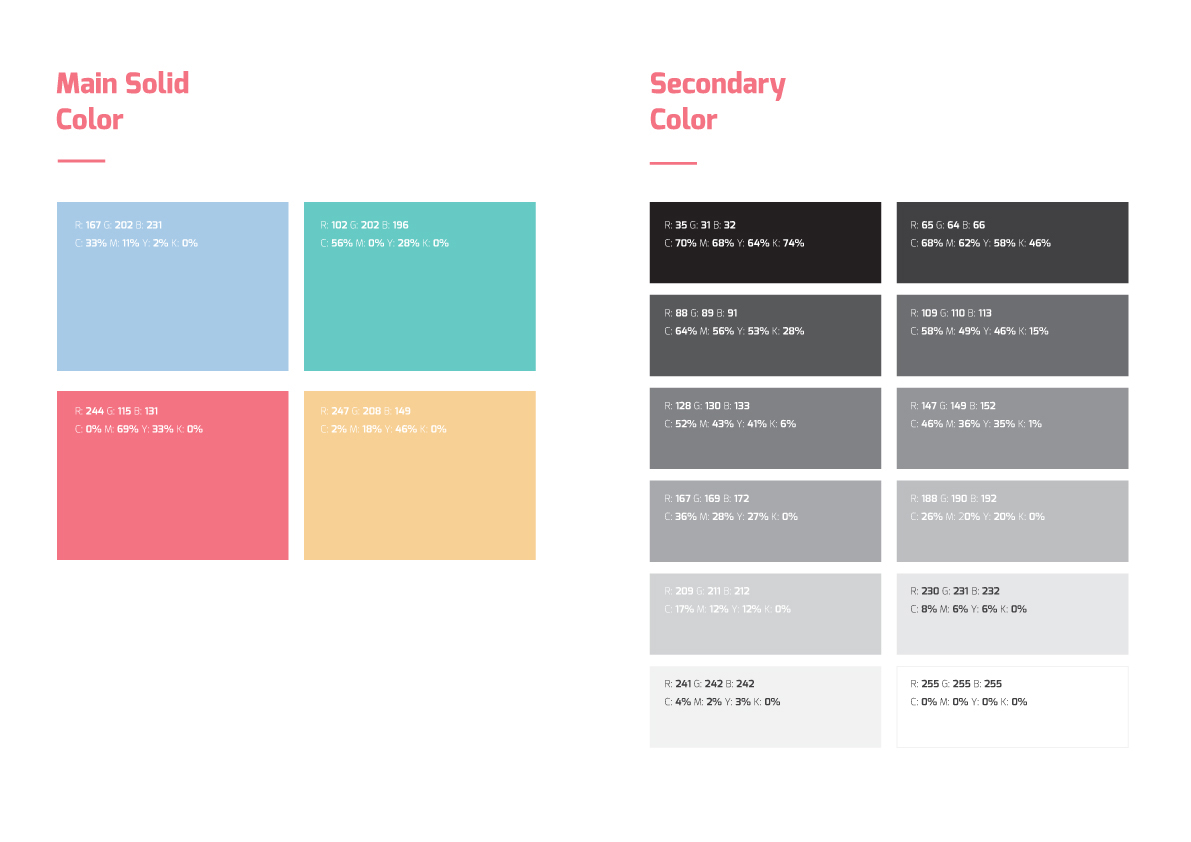 Main Solid
Color
R: 167 G: 202 B: 231
C: 33% M: 11% Y: 2% K: 0%
R: 102 G: 202 B: 196
C: 56% M: 0% Y: 28% K: 0%
R: 244 G: 115 B: 131
C: 0% M: 69% Y: 33% K: 0%
R: 247 G: 208 B: 149
C: 2% M: 18% Y: 46% K: 0%
Secondary
Color
R: 35 G: 31 B: 32
C: 70% M: 68% Y: 64% K: 74%
R: 65 G: 64 B: 66
C: 68% M: 62% Y: 58% K: 46%
R: 88 G: 89 B: 91
C: 64% M: 56% Y: 53% K: 28%
R: 109 G: 110 B: 113
C: 58% M: 49% Y: 46% K: 15%
R: 128 G: 130 B: 133
C: 52% M: 43% Y: 41% K: 6%
R: 147 G: 149 B: 152
C: 46% M: 36% Y: 35% K: 1%
R: 167 G: 169 B: 172
C: 36% M: 28% Y: 27% K: 0%
R: 188 G: 190 B: 192
C: 26% M: 20% Y: 20% K: 0%
R: 209 G: 211 B: 212
C: 17% M: 12% Y: 12% K: 0%
R: 230 G: 231 B: 232
C: 8% M: 6% Y: 6% K: 0%
R: 241 G: 242 B: 242
C: 4% M: 2% Y: 3% K: 0%
R: 255 G: 255 B: 255
C: 0% M: 0% Y: 0% K: 0%